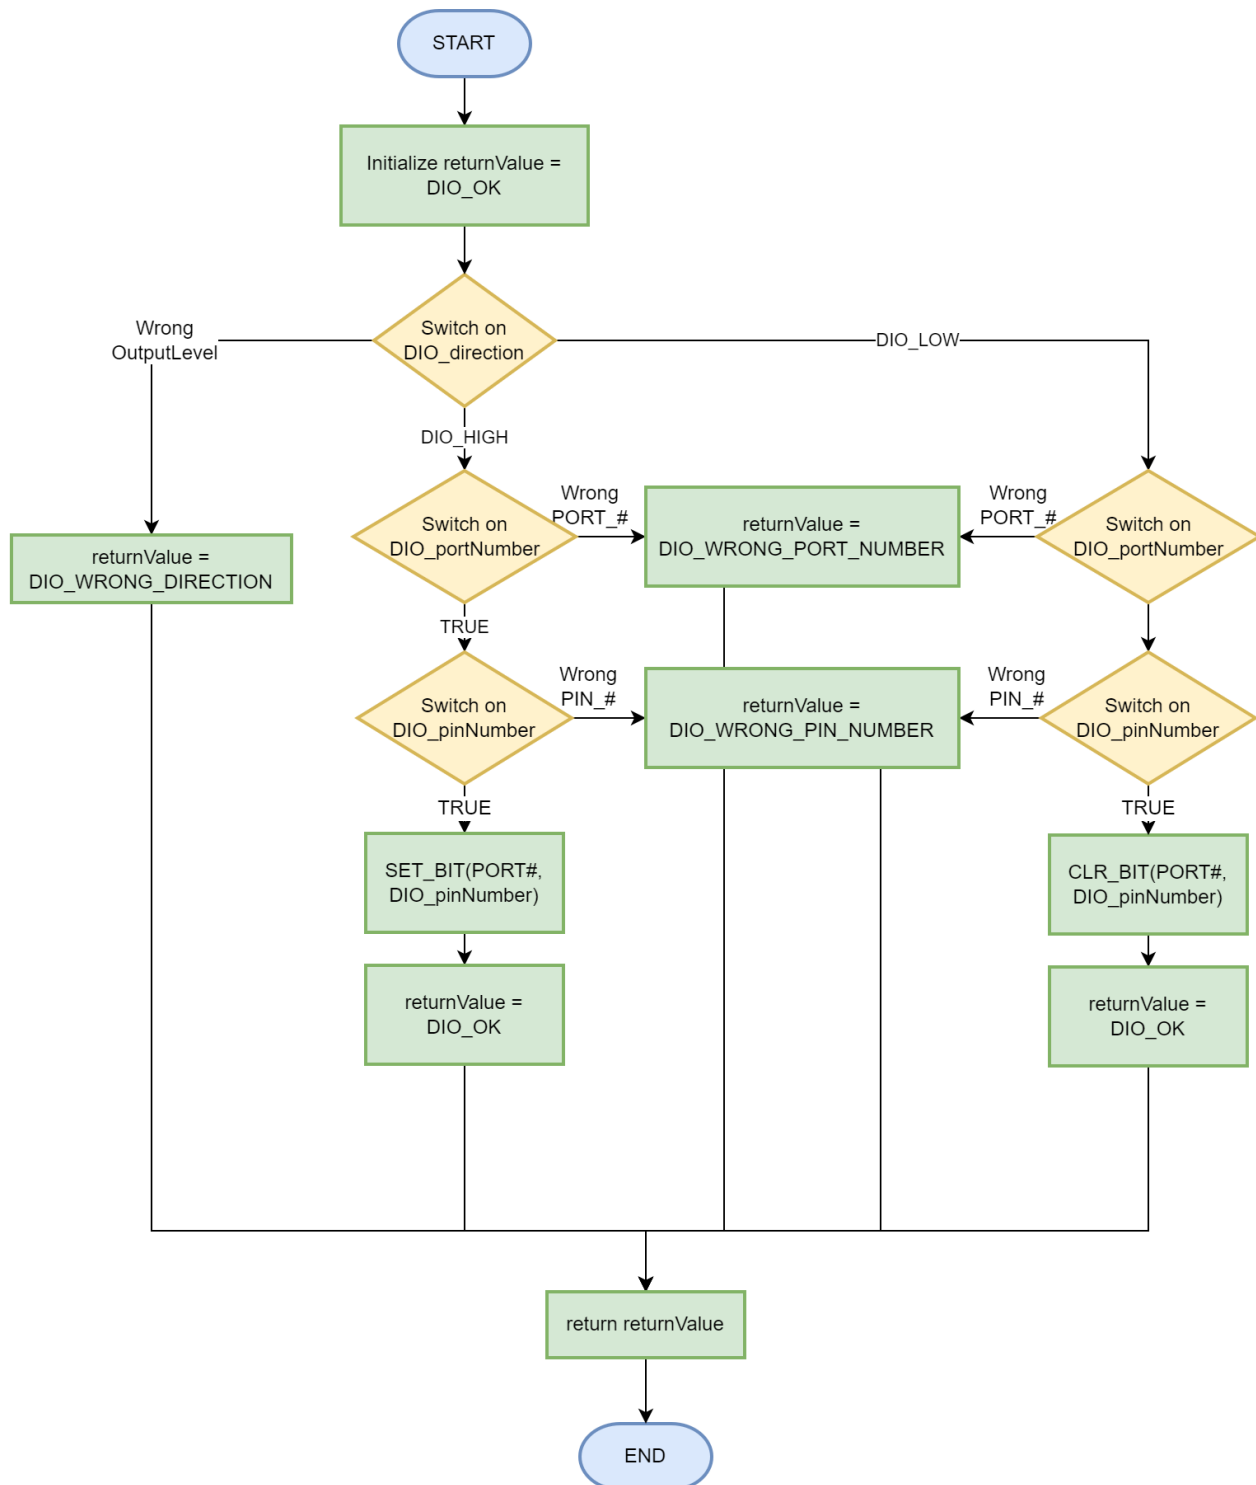 START
Initialize returnValue =
DIO_OK
Switch on
DIO_direction
Wrong
OutputLevel
DIO_LOW
DIO_HIGH
Switch on
DIO_portNumber
Wrong
PORT_#
returnValue =
DIO_WRONG_PORT_NUMBER
Wrong
PORT_#
Switch on
DIO_portNumber
returnValue =
DIO_WRONG_DIRECTION
TRUE
Switch on
DIO_pinNumber
Wrong
PIN_#
returnValue =
DIO_WRONG_PIN_NUMBER
Wrong
PIN_#
Switch on
DIO_pinNumber
TRUE
TRUE
SET_BIT(PORT#,
DIO_pinNumber)
CLR_BIT(PORT#,
DIO_pinNumber)
returnValue =
DIO_OK
returnValue =
DIO_OK
return returnValue
END